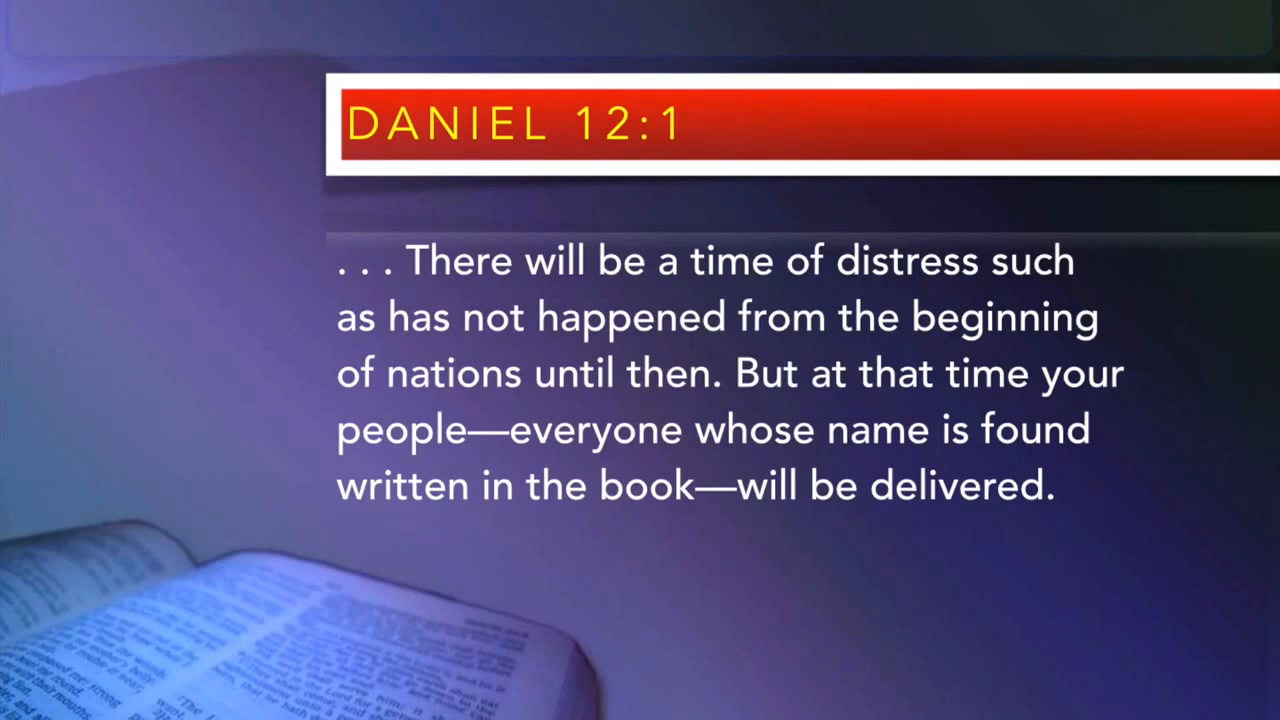 DANIEL 12:1
. . . There will be a time of distress such
as has not happened from the beginning
of nations until then. But at that time your
people—everyone whose name is found
written in the book—will be delivered.